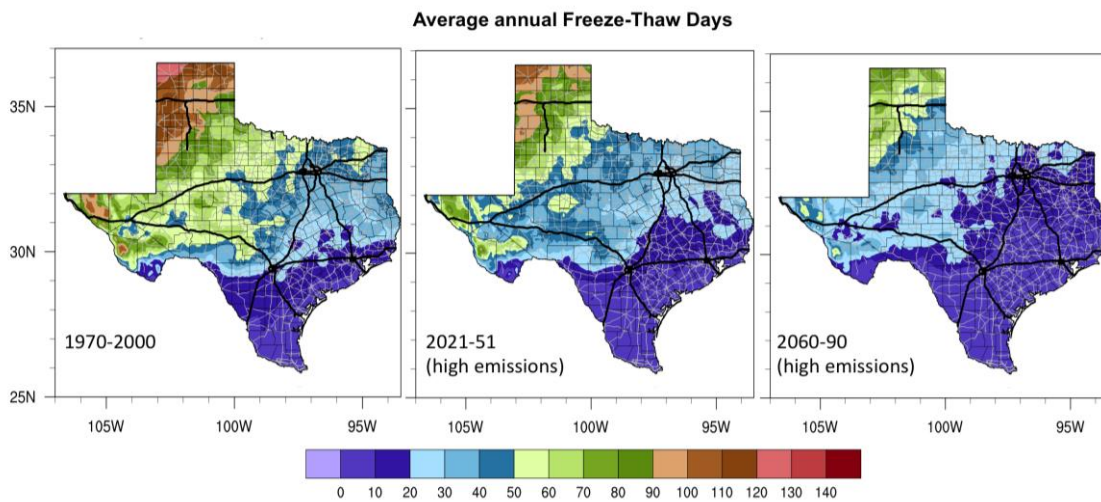 Average annual Freeze-Thaw Days
35N
30N
25N
1970-2000
2021-51
(high emissions)
2060-90
(high emissions)
105W 100W 95W 105W 100W 95W 105W 100W 95W
0 10 20 30 40 50 60 70 80 90 100 110 120 130 140